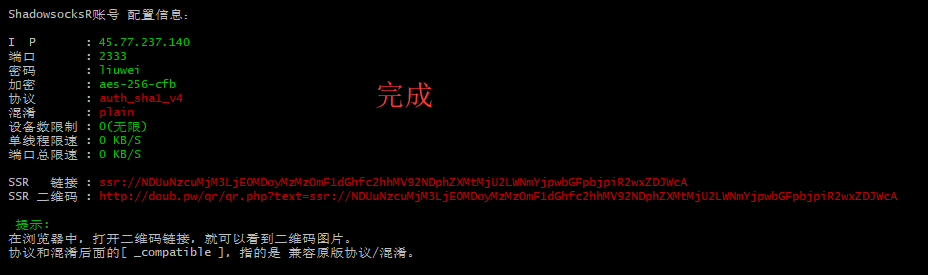 ShadowsocksR账号 配置信息：
I P : 45.77.237.140
端口 : 2333
密码 : liuwei
加密 : aes-256-cfb
协议 : auth_sha1_v4
混淆 : plain
设备数限制 : 0(无限)
单线程限速 : 0 KB/S
端口总限速 : 0 KB/S
完成
SSR 链接 : ssr://NDUuNzcuMjM3LjE0MDoyMzMzOmF1dGhfc2hhMV92NDphZXMtMjU2LWNmYjpwbGFpbjpiR2wxZDJWcA
SSR 二维码 : http://doub.pw/qr/qr.php?text=ssr://NDUuNzcuMjM3LjE0MDoyMzMzOmF1dGhfc2hhMV92NDphZXMtMjU2LWNmYjpwbGFpbjpiR2wxZDJWcA
提示:
在浏览器中，打开二维码链接，就可以看到二维码图片。
协议和混淆后面的[ _compatible ]，指的是 兼容原版协议/混淆。